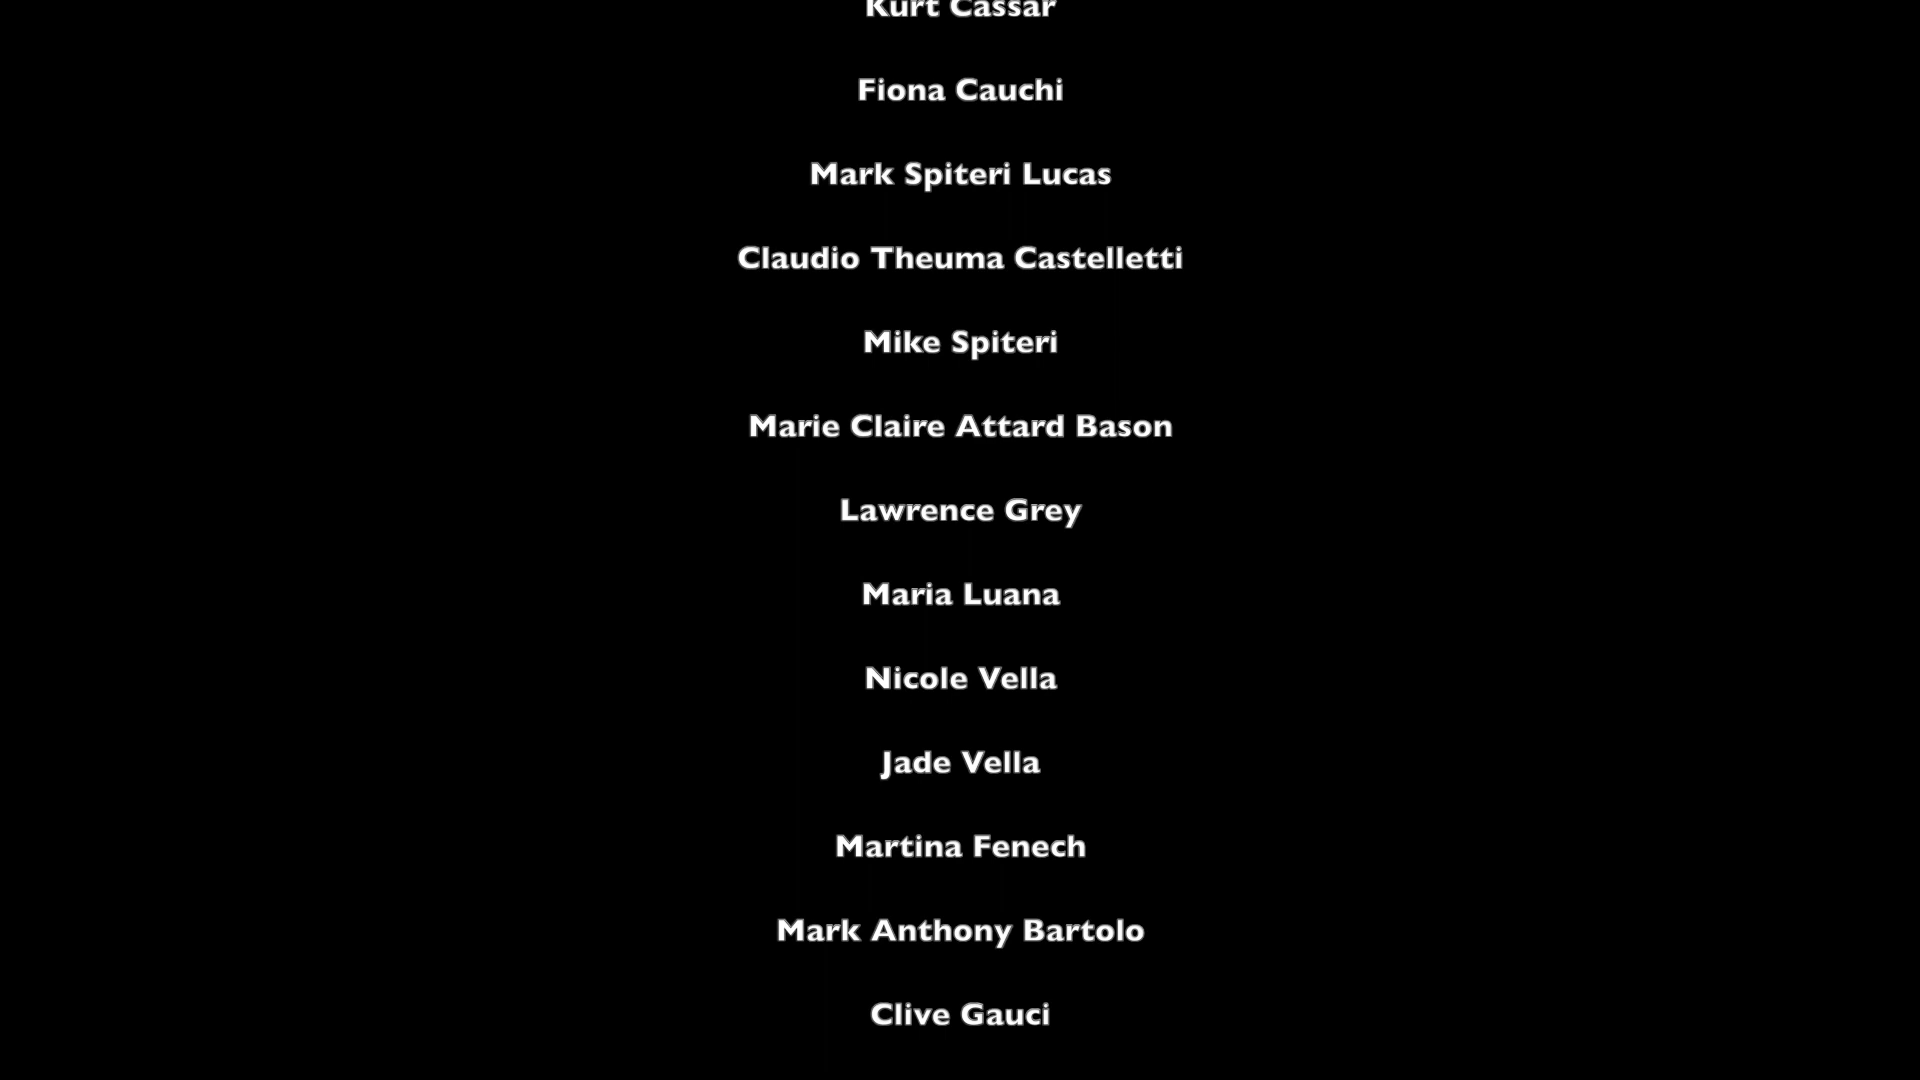 Kurt Cassar
Fiona Cauchi
Mark Spiteri Lucas
Claudio Theuma Castelletti
Mike Spiteri
Marie Claire Attard Bason
Lawrence Grey
Maria Luana
Nicole Vella
Jade Vella
Martina Fenech
Mark Anthony Bartolo
Clive Gauci